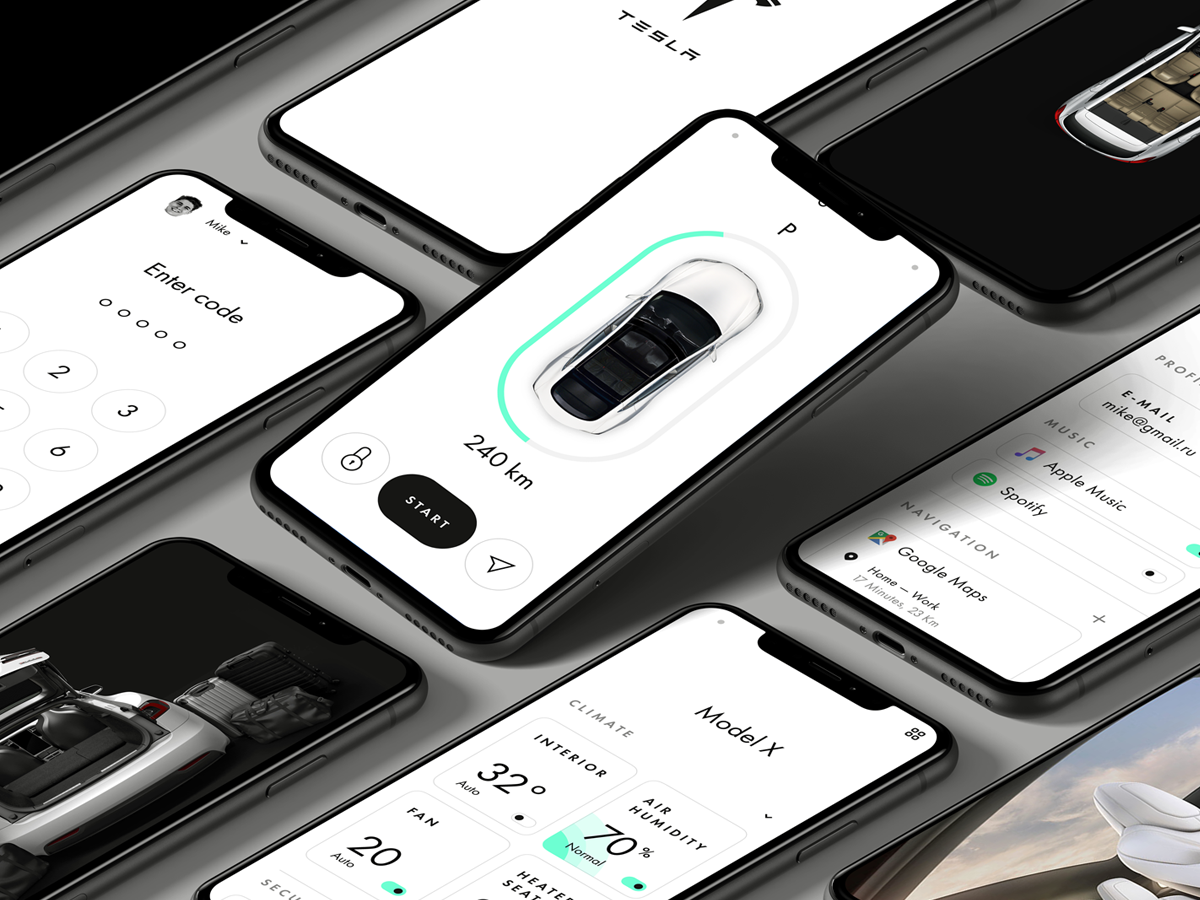 TESLA
Mike
Enter code
2
3
6
P
240 km
START
PROFI
E-MAIL
mike@gmail.ru
MUSIC
Apple Music
Spotify
NAVIGATION
Google Maps
Home — Work
17 Minutes, 23 Km
Model X
CLIMATE
INTERIOR
32°
Auto
AIR
HUMIDITY
70%
Normal
FAN
20
Auto
HEATE
SEAT
SECU